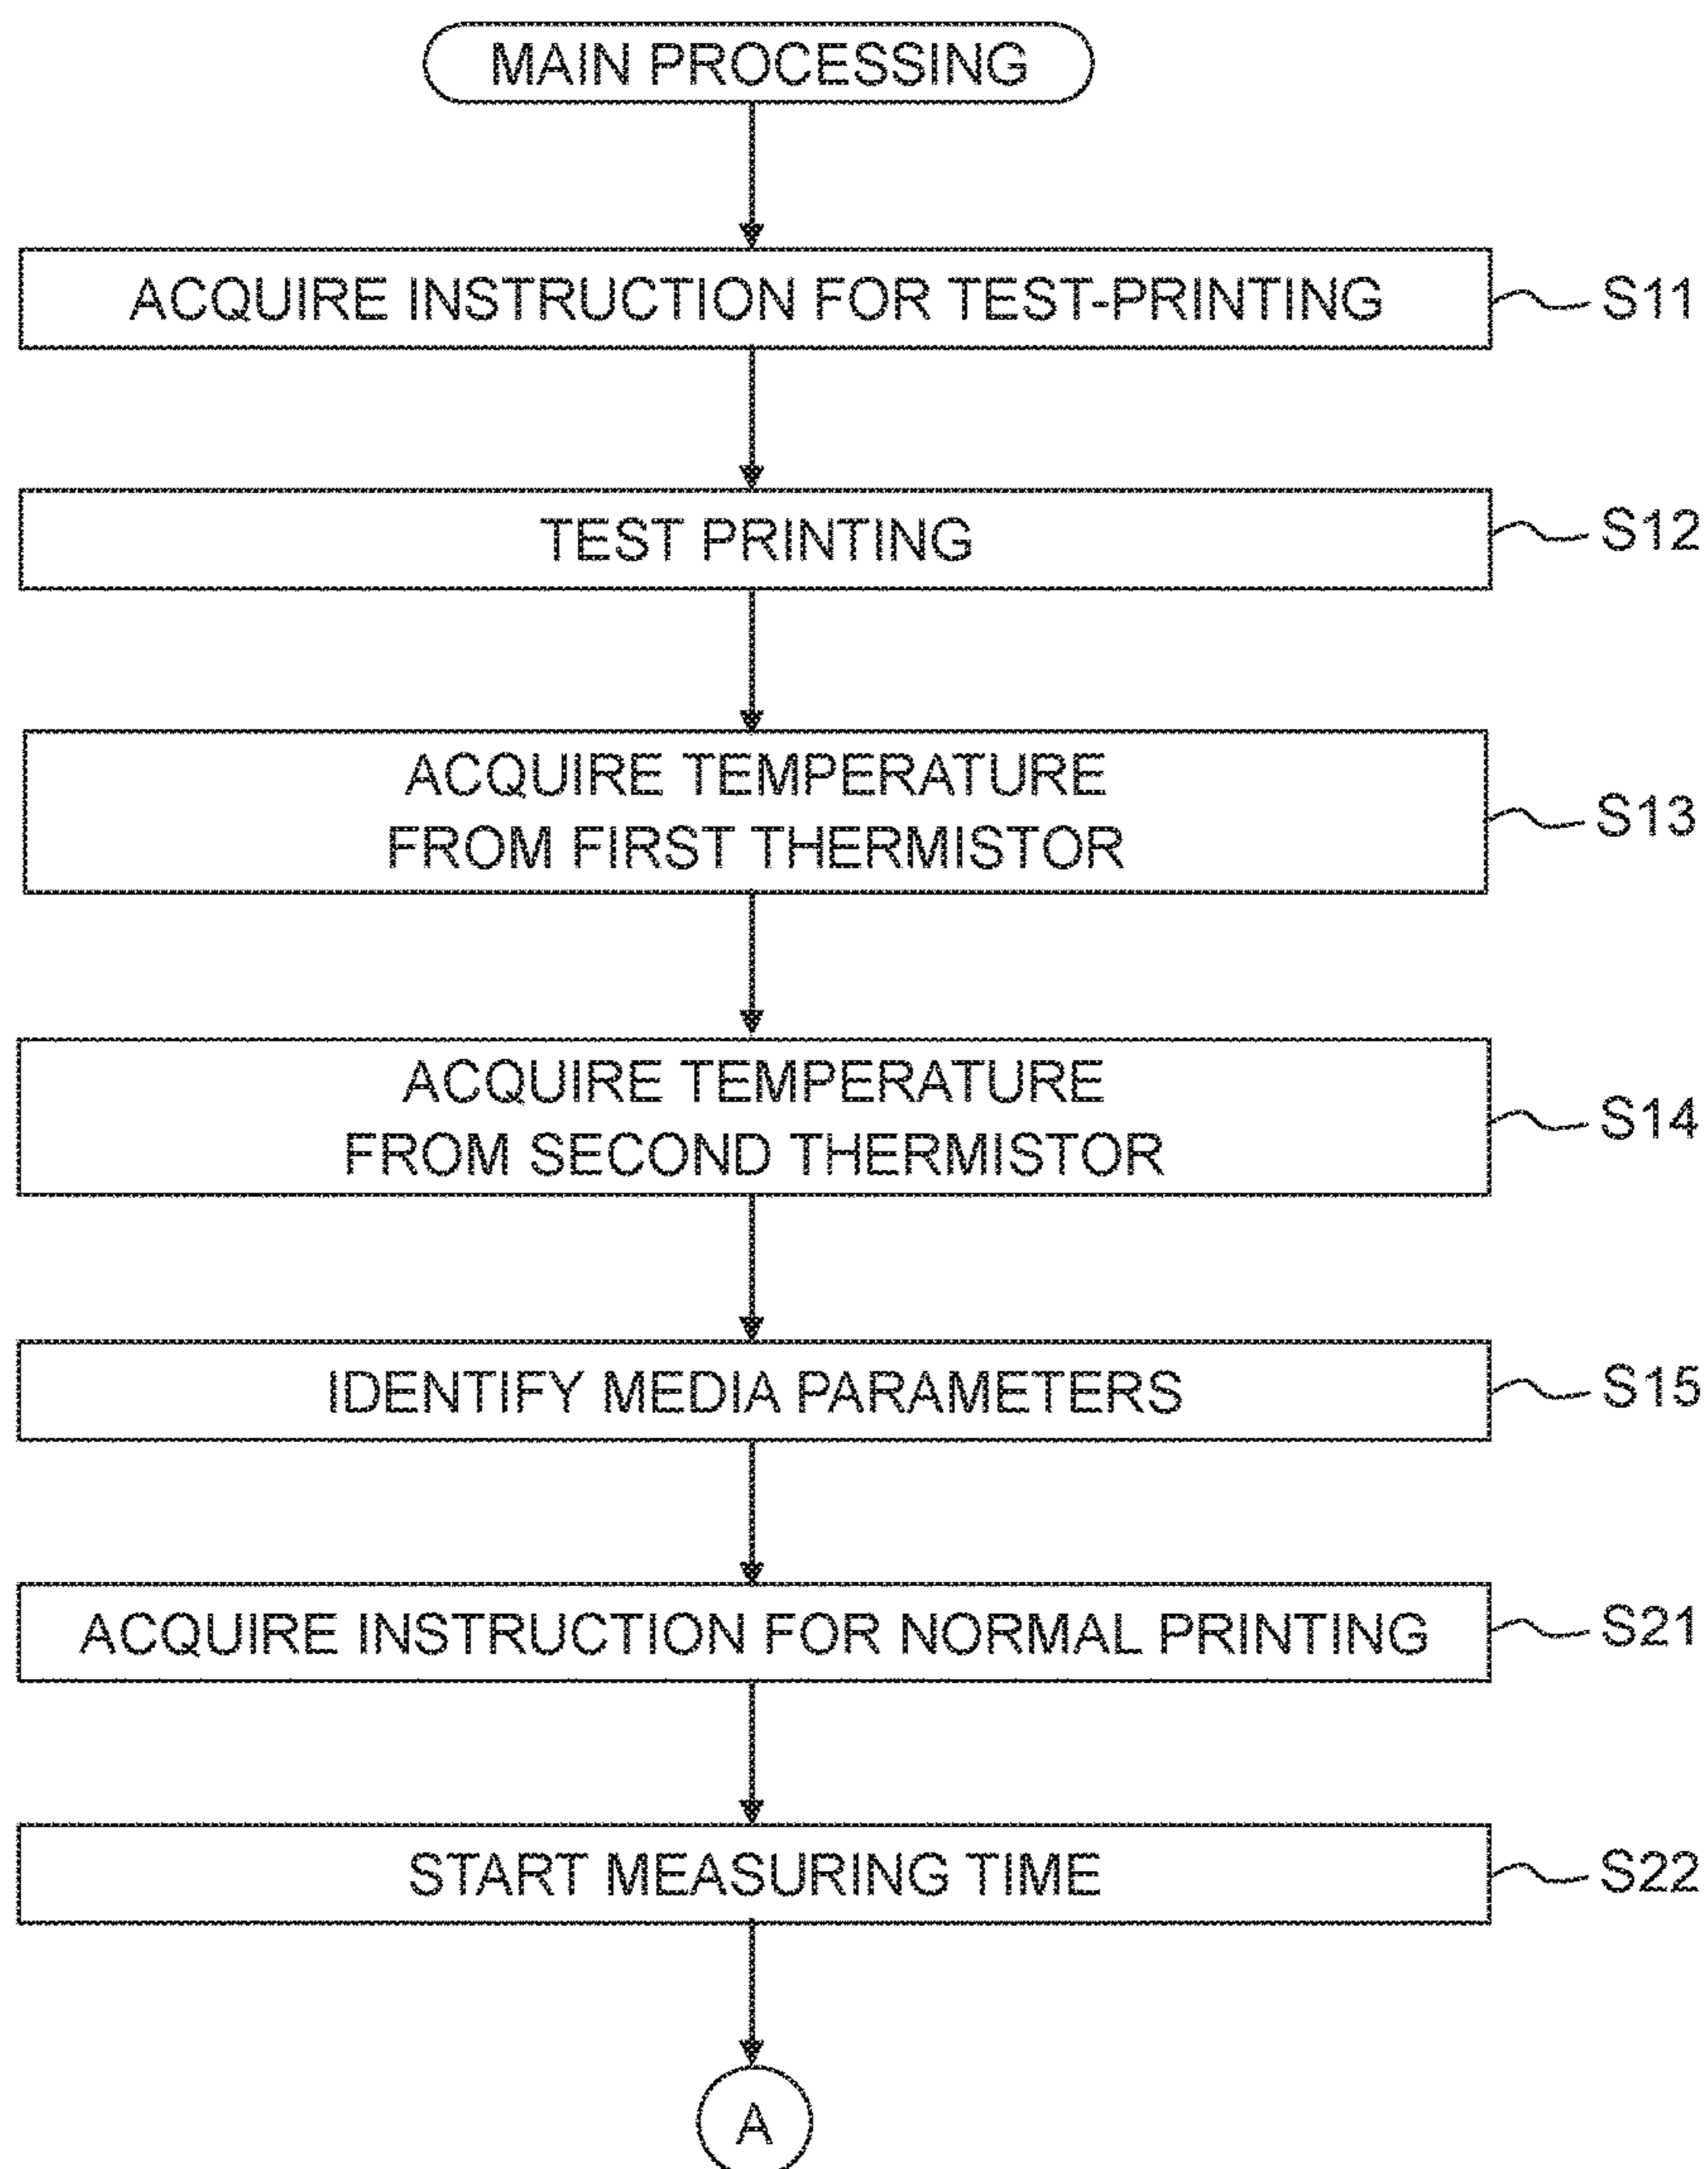 MAIN PROCESSING
ACQUIRE INSTRUCTION FOR TEST-PRINTING
S11
TEST PRINTING
S12
ACQUIRE TEMPERATURE
FROM FIRST THERMISTOR
S13
ACQUIRE TEMPERATURE
FROM SECOND THERMISTOR
S14
IDENTIFY MEDIA PARAMETERS
S15
ACQUIRE INSTRUCTION FOR NORMAL PRINTING
S21
START MEASURING TIME
S22
A